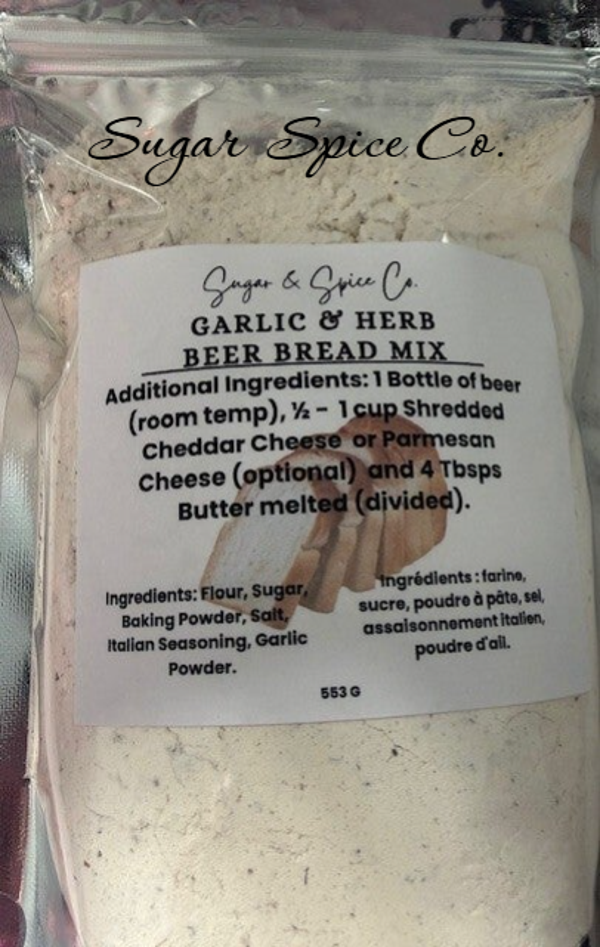 Sugar Spice Co.
Sugar & Spice Co.
GARLIC & HERB
BEER BREAD MIX
Additional Ingredients: 1 Bottle of beer
(room temp), ½ - 1 cup Shredded
Cheddar Cheese or Parmesan
Cheese (optional) and 4 Tbsps
Butter melted (divided).
Ingredients: Flour, Sugar,
Baking Powder, Salt,
Italian Seasoning, Garlic
Powder.
Ingrédients : farine,
sucre, poudre à pâte, sel,
assaisonnement italien,
poudre d'ail.
553 G